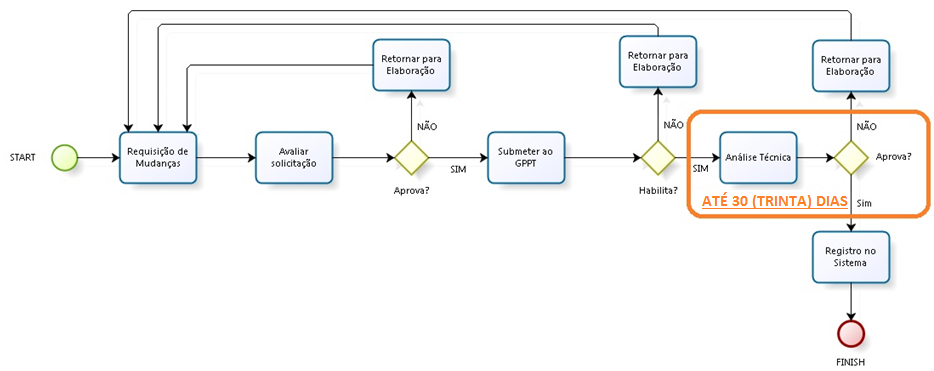 Retornar para
Elaboração
Retornar para
Elaboração
Retornar para
Elaboração
NÃO
NÃO
NÃO
START
Requisição de
Mudanças
Avaliar
solicitação
Aprova?
SIM
Submeter ao
GPPT
Habilita?
SIM
Análise Técnica
Aprova?
ATÉ 30 (TRINTA) DIAS
Sim
Registro no
Sistema
FINISH